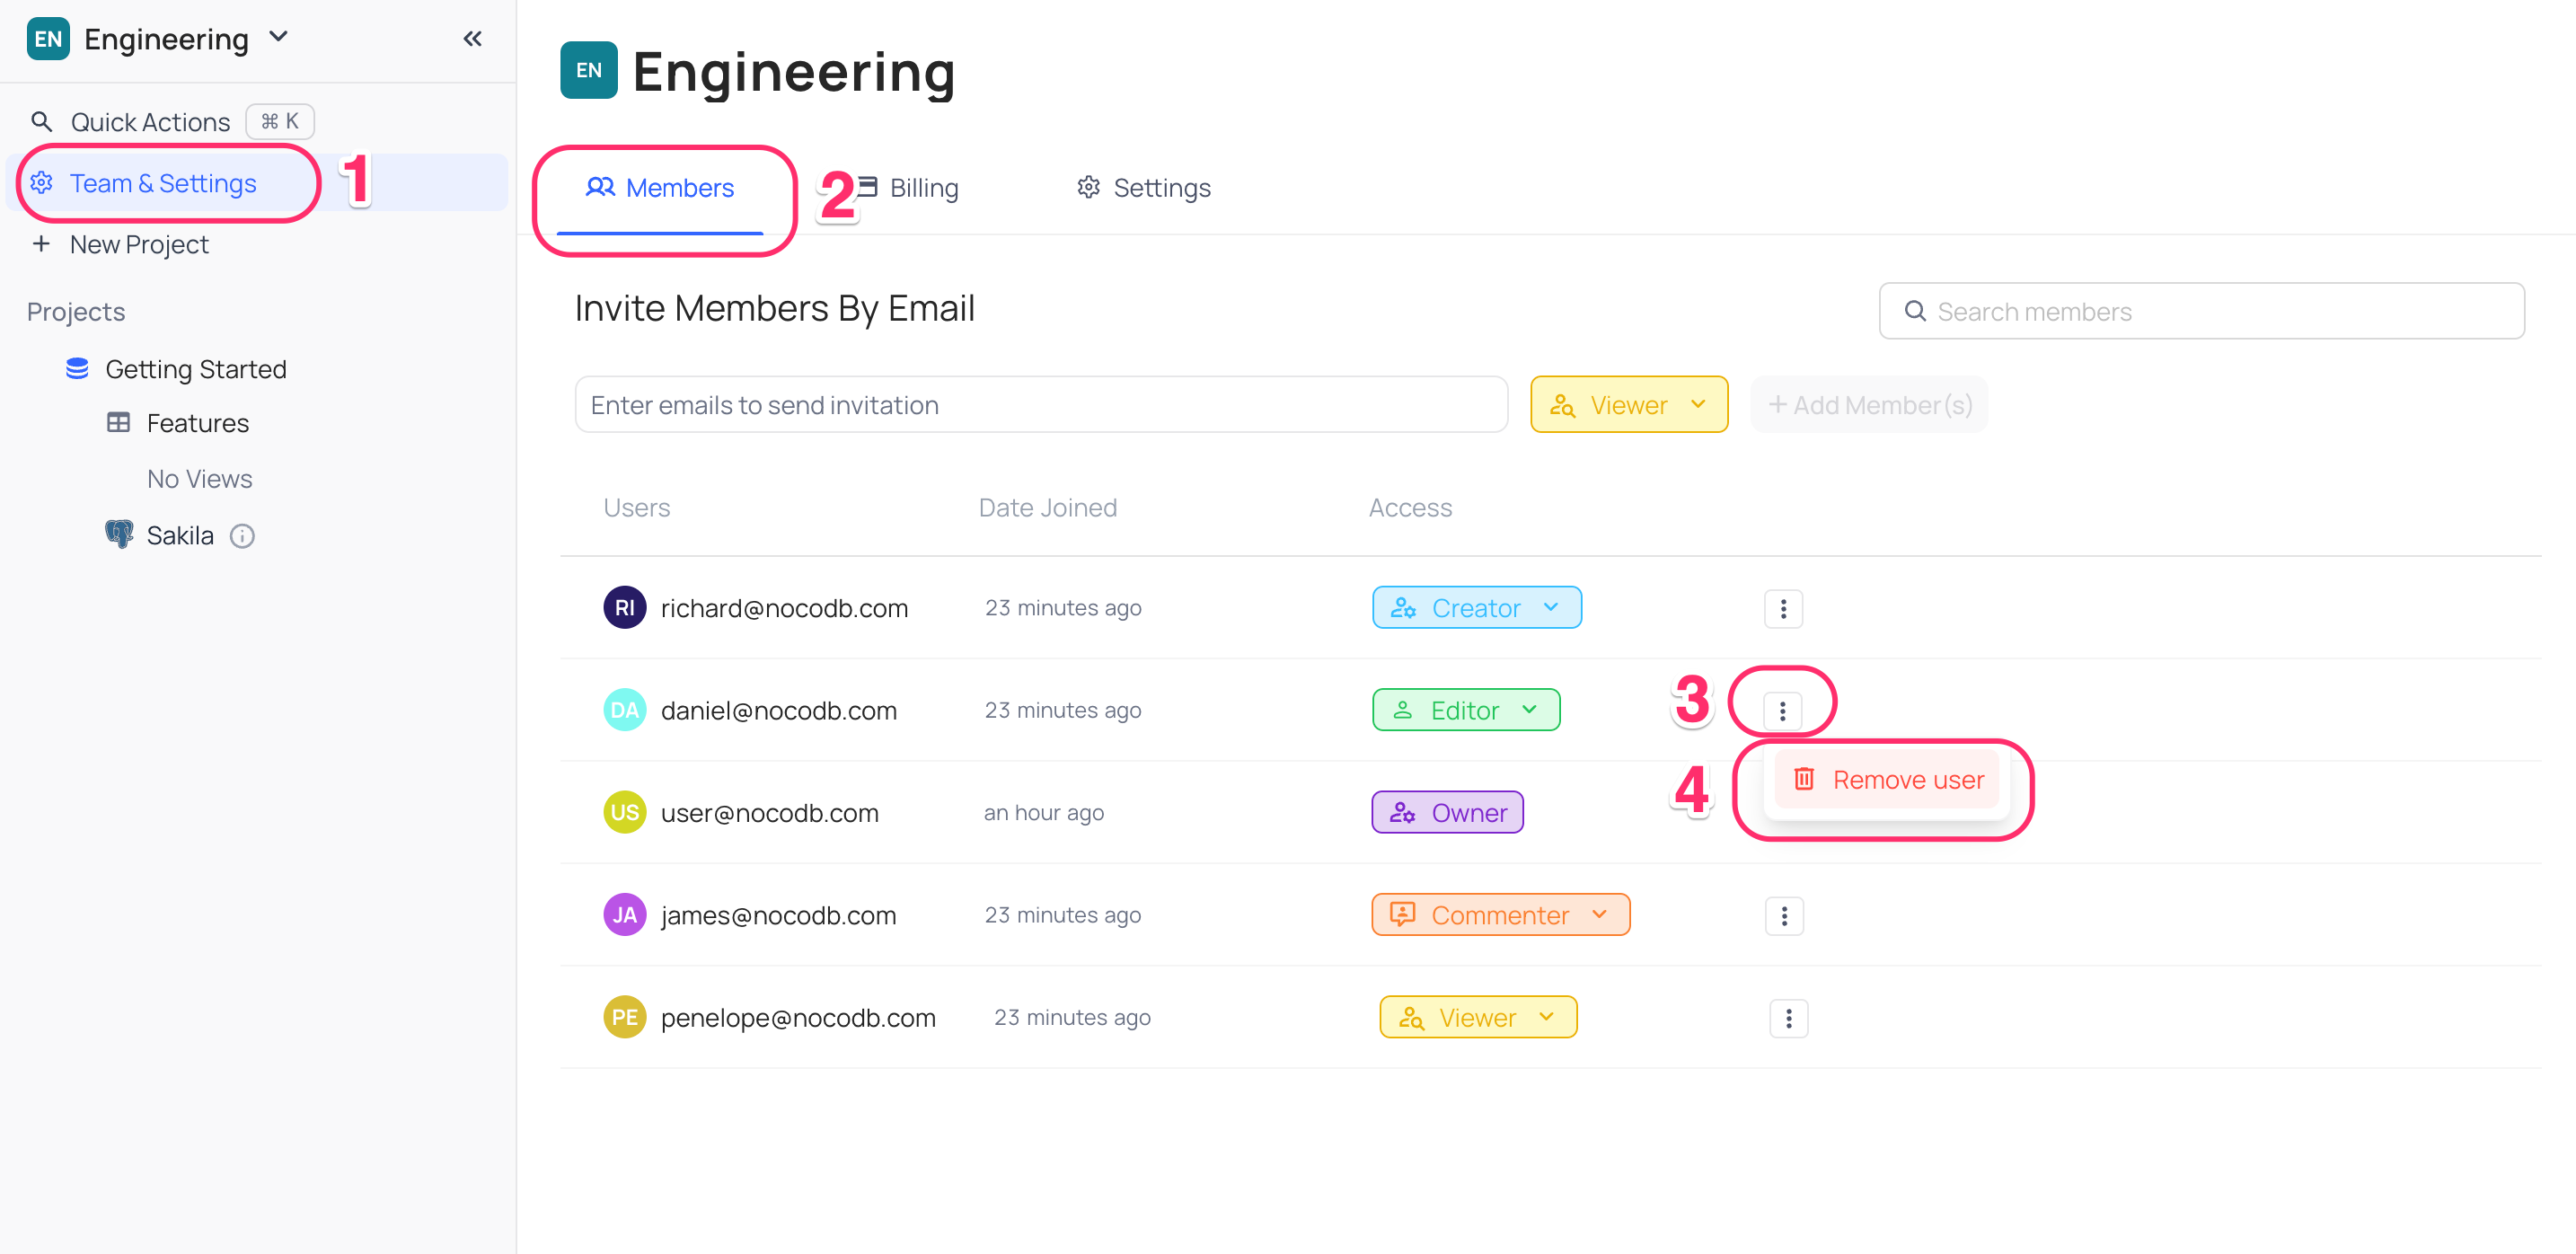 EN Engineering
Quick Actions ⌘ K
Team & Settings 1
+ New Project
Projects
Getting Started
Features
No Views
Sakila
EN Engineering
Members 2 Billing Settings
Invite Members By Email
Search members
Enter emails to send invitation Viewer + Add Member(s)
Users Date Joined Access
RI richard@nocodb.com 23 minutes ago Creator
DA daniel@nocodb.com 23 minutes ago Editor 3
4 Remove user
US user@nocodb.com an hour ago Owner
JA james@nocodb.com 23 minutes ago Commenter
PE penelope@nocodb.com 23 minutes ago Viewer